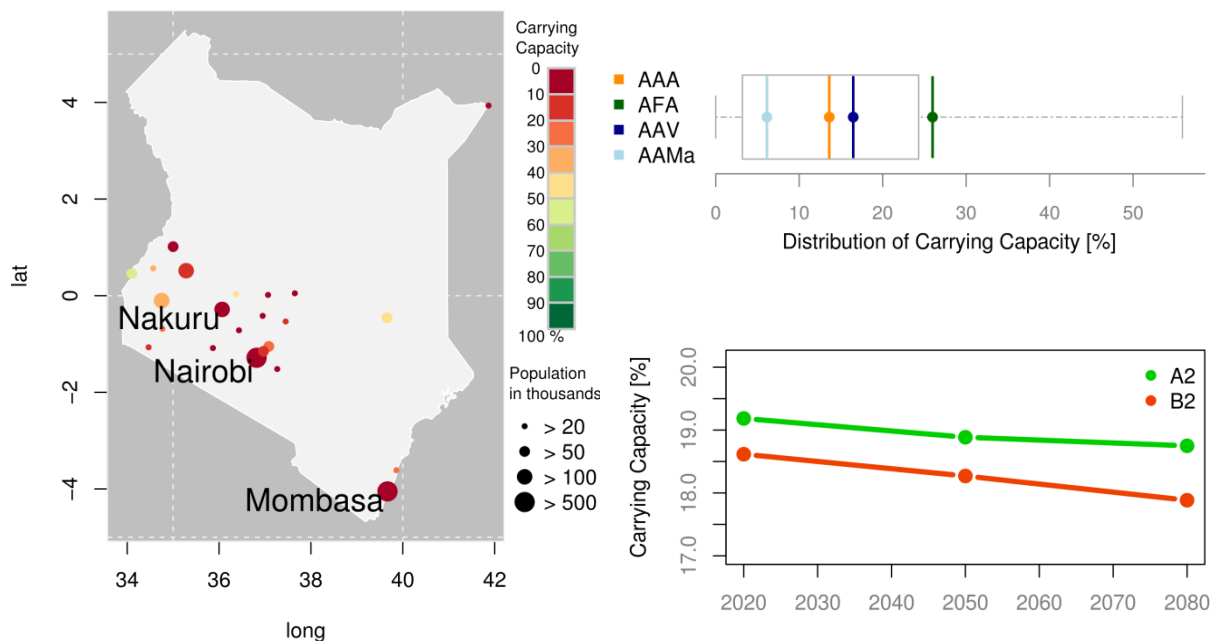 lat
4
2
0
−2
−4
34
36
38
40
42
long
Nakuru
Nairobi
Mombasa
Carrying
Capacity
0
10
20
30
40
50
60
70
80
90
100 %
Population
in thousands
> 20
> 50
> 100
> 500
AAA
AFA
AAV
AAMa
0
10
20
30
40
50
Distribution of Carrying Capacity [%]
Carrying Capacity [%]
20.0
19.0
18.0
17.0
A2
B2
2020
2030
2040
2050
2060
2070
2080